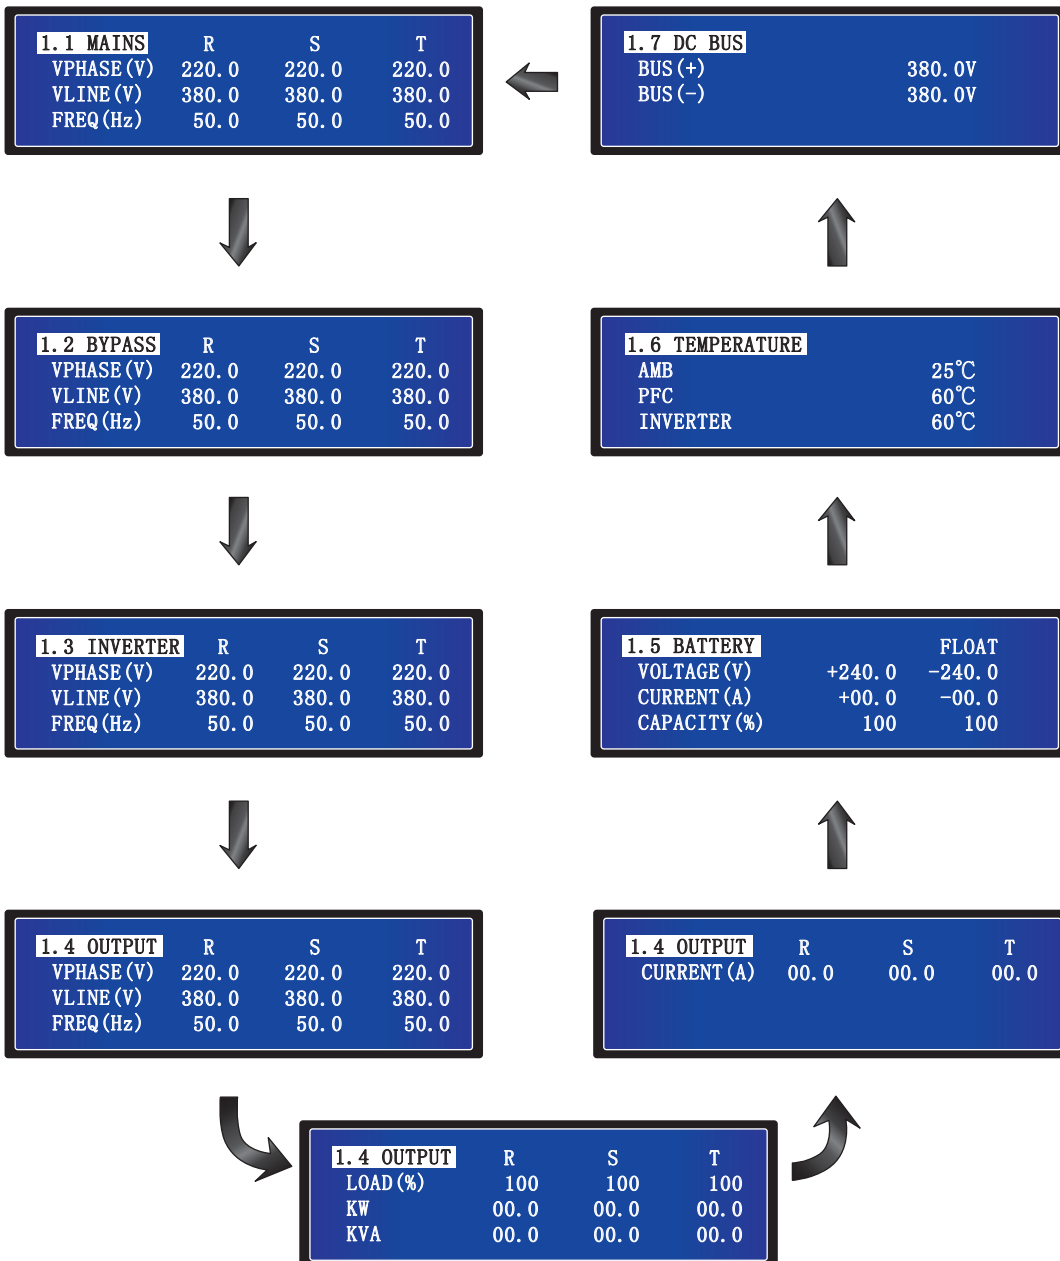 1.1 MAINS R S T
VPHASE(V) 220.0 220.0 220.0
VLINE(V) 380.0 380.0 380.0
FREQ(Hz) 50.0 50.0 50.0
1.2 BYPASS R S T
VPHASE(V) 220.0 220.0 220.0
VLINE(V) 380.0 380.0 380.0
FREQ(Hz) 50.0 50.0 50.0
1.3 INVERTER R S T
VPHASE(V) 220.0 220.0 220.0
VLINE(V) 380.0 380.0 380.0
FREQ(Hz) 50.0 50.0 50.0
1.4 OUTPUT R S T
VPHASE(V) 220.0 220.0 220.0
VLINE(V) 380.0 380.0 380.0
FREQ(Hz) 50.0 50.0 50.0
1.4 OUTPUT R S T
LOAD(%) 100 100 100
KW 00.0 00.0 00.0
KVA 00.0 00.0 00.0
1.4 OUTPUT R S T
CURRENT(A) 00.0 00.0 00.0
1.5 BATTERY FLOAT
VOLTAGE(V) +240.0 -240.0
CURRENT(A) +00.0 -00.0
CAPACITY(%) 100 100
1.6 TEMPERATURE
AMB 25℃
PFC 60℃
INVERTER 60℃
1.7 DC BUS
BUS(+) 380.0V
BUS(-) 380.0V